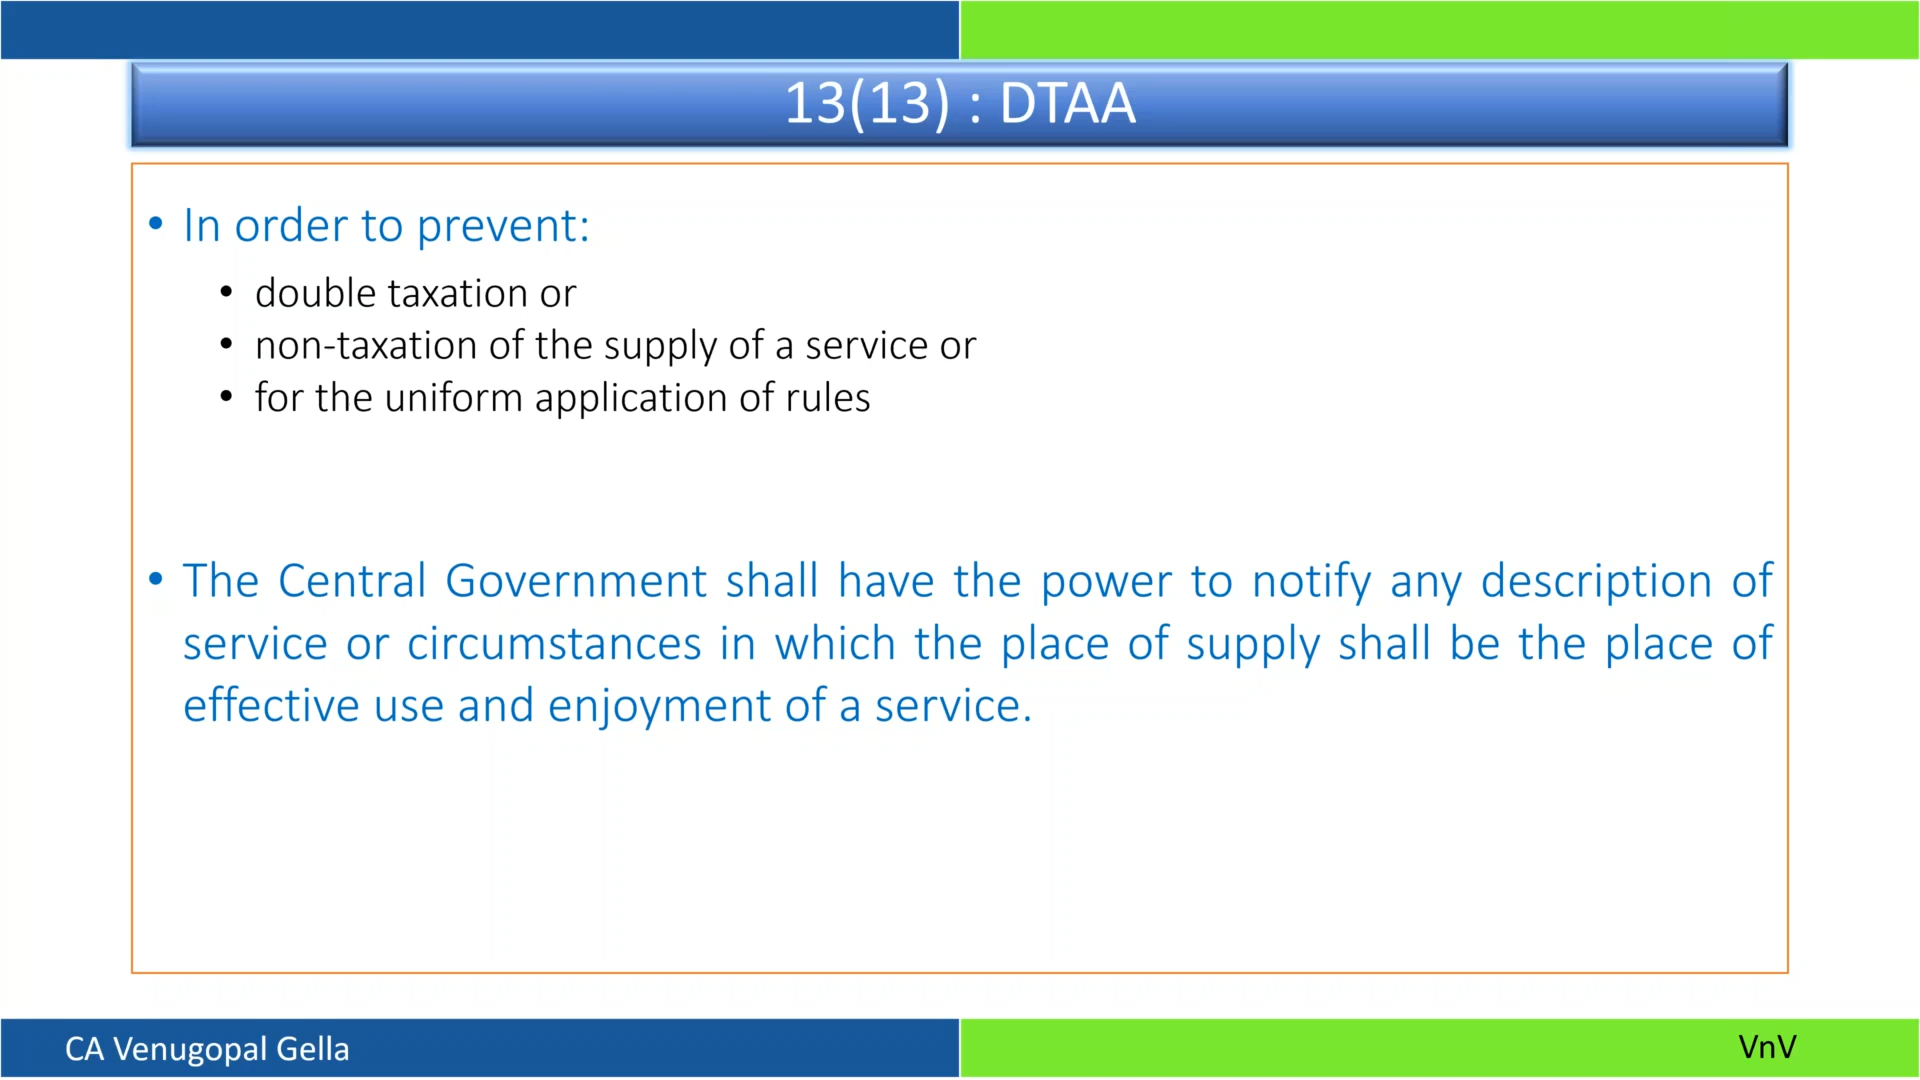 13(13) : DTAA
• In order to prevent:
• double taxation or
• non-taxation of the supply of a service or
• for the uniform application of rules
• The Central Government shall have the power to notify any description of
service or circumstances in which the place of supply shall be the place of
effective use and enjoyment of a service.
CA Venugopal Gella
VnV